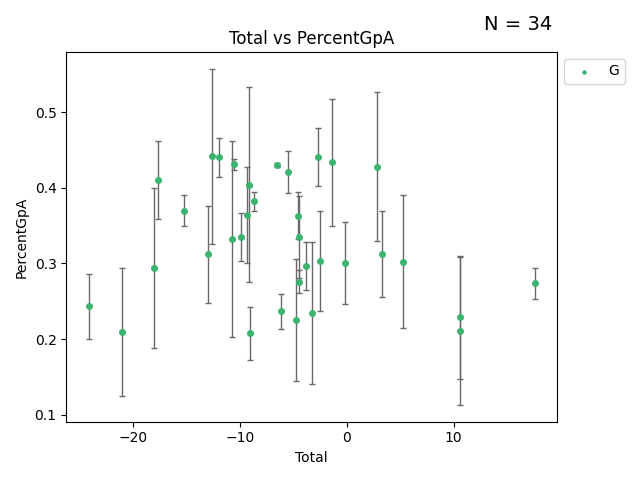 N = 34
Total vs PercentGpA
G
PercentGpA
0.5
0.4
0.3
0.2
0.1
−20
−10
0
10
Total